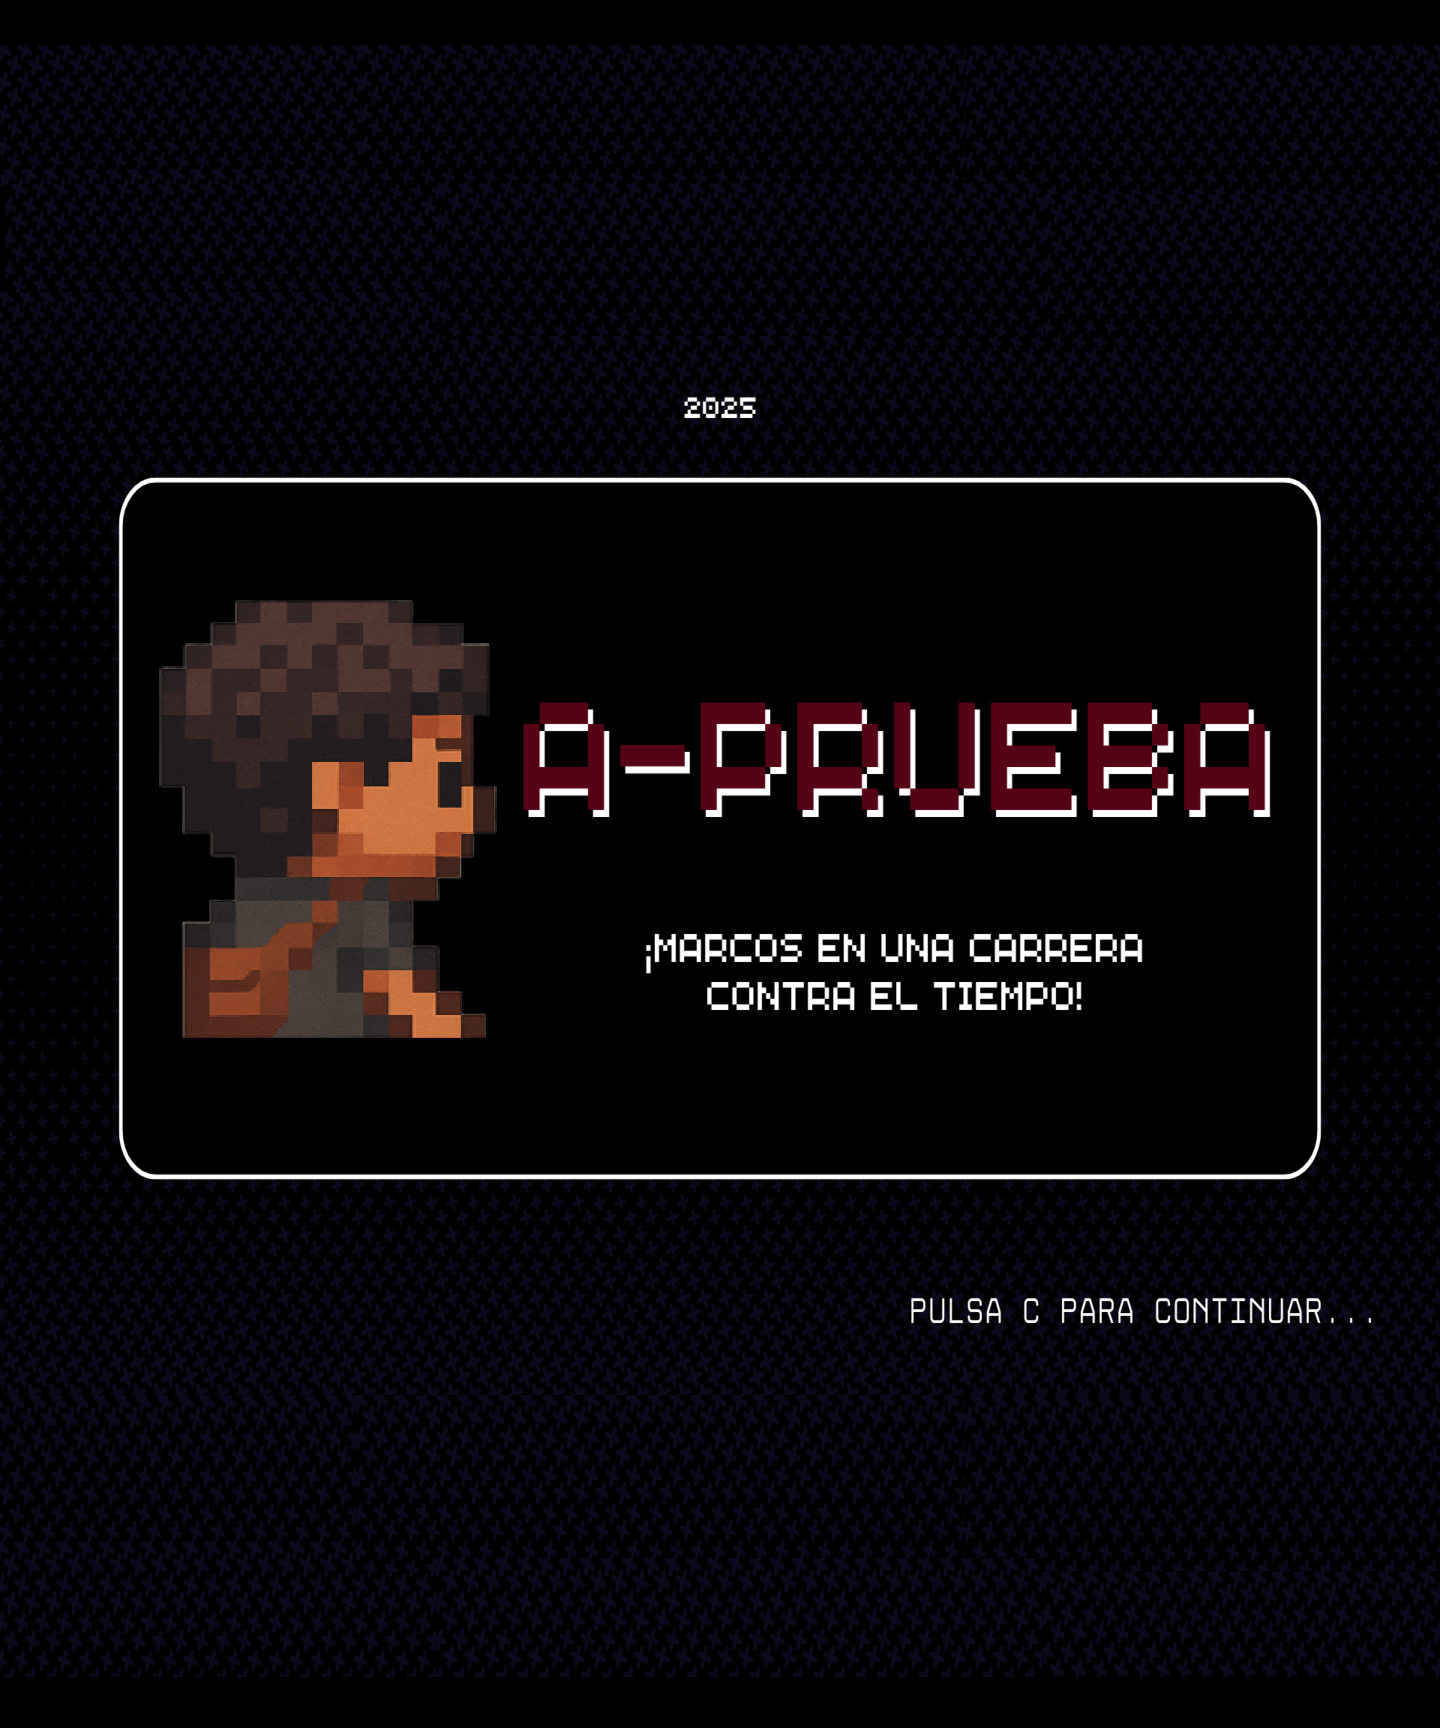 2025
A-PRUEBA
¡MARCOS EN UNA CARRERA
CONTRA EL TIEMPO!
PULSA C PARA CONTINUAR...